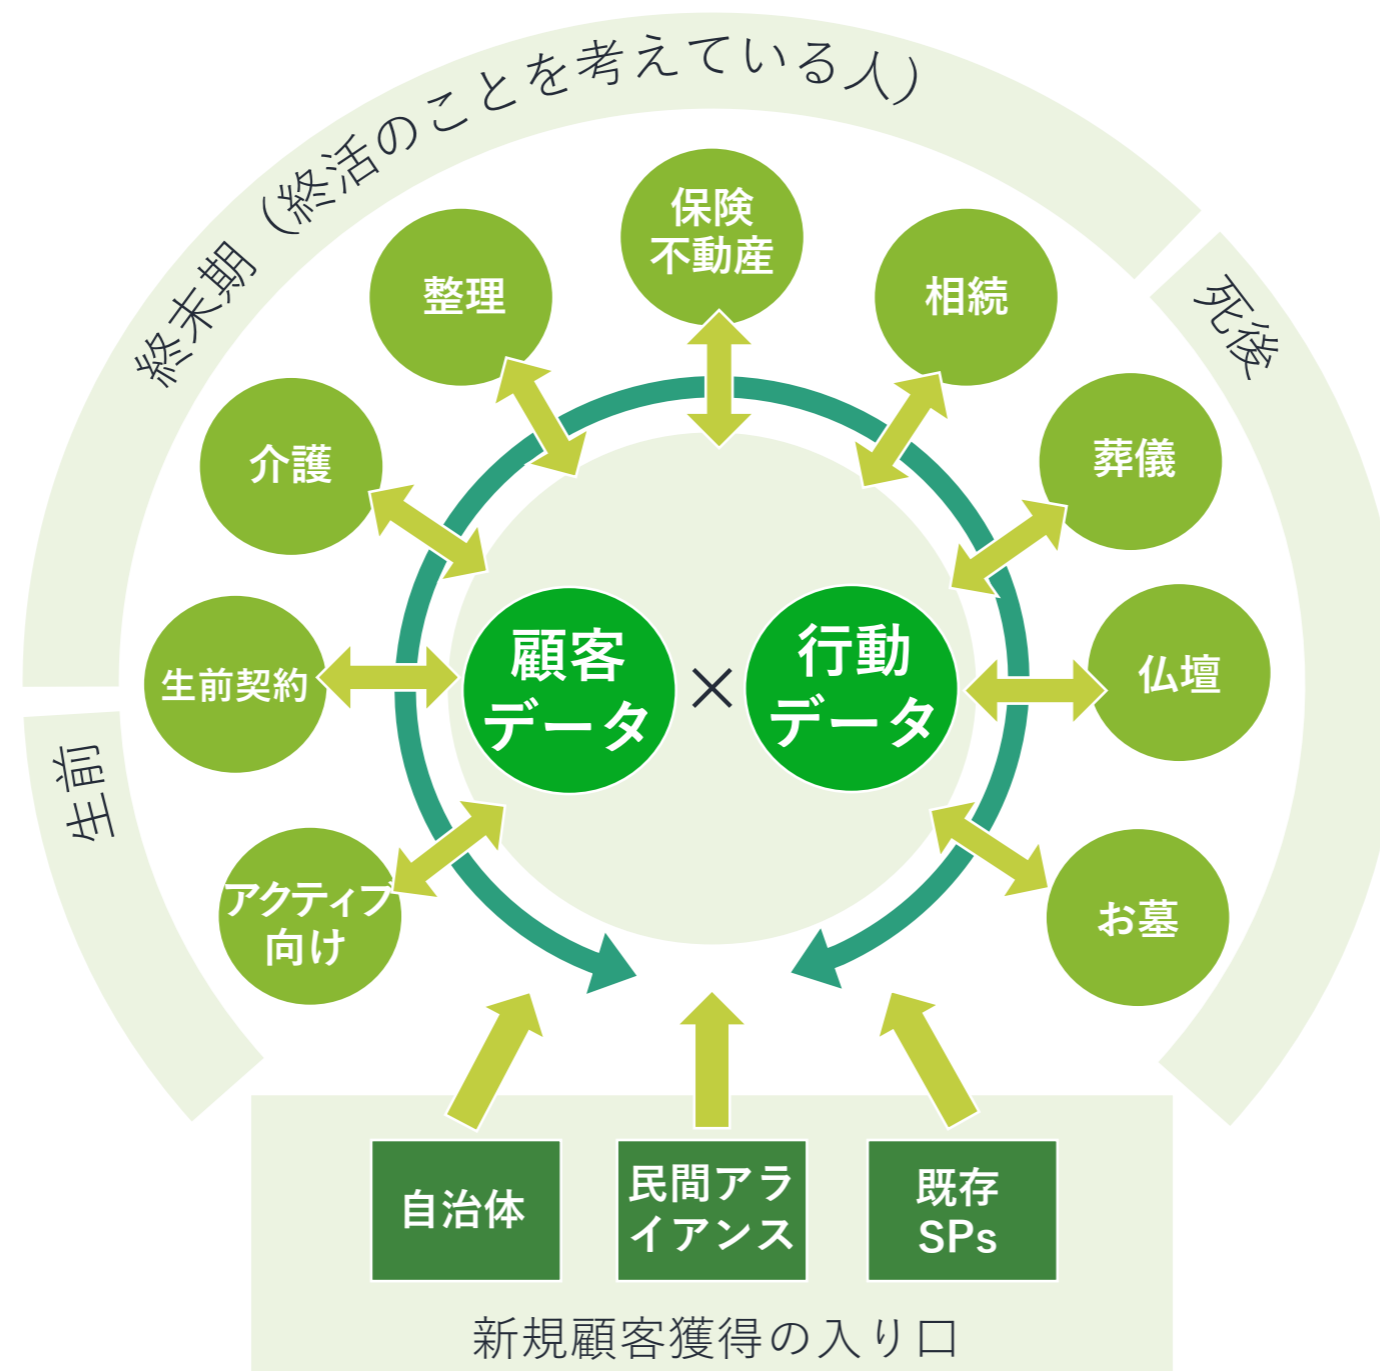 終末期（終活のことを考えている人）
死後
生前
保険
不動産
整理
相続
介護
葬儀
生前契約
仏壇
アクティブ
向け
お墓
顧客
データ
×
行動
データ
自治体
民間アラ
イアンス
既存
SPs
新規顧客獲得の入り口